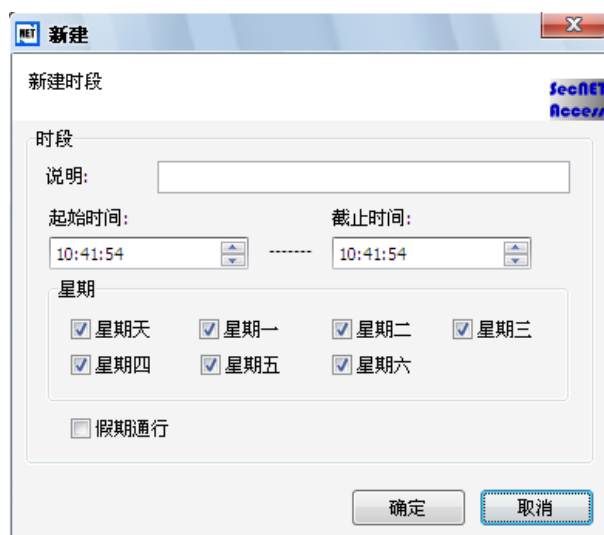 NET 新建
新建时段
SecNET
Access
时段
说明:
起始时间: 截止时间:
10:41:54 ------- 10:41:54
星期
星期天 星期一 星期二 星期三
星期四 星期五 星期六
假期通行
确定 取消